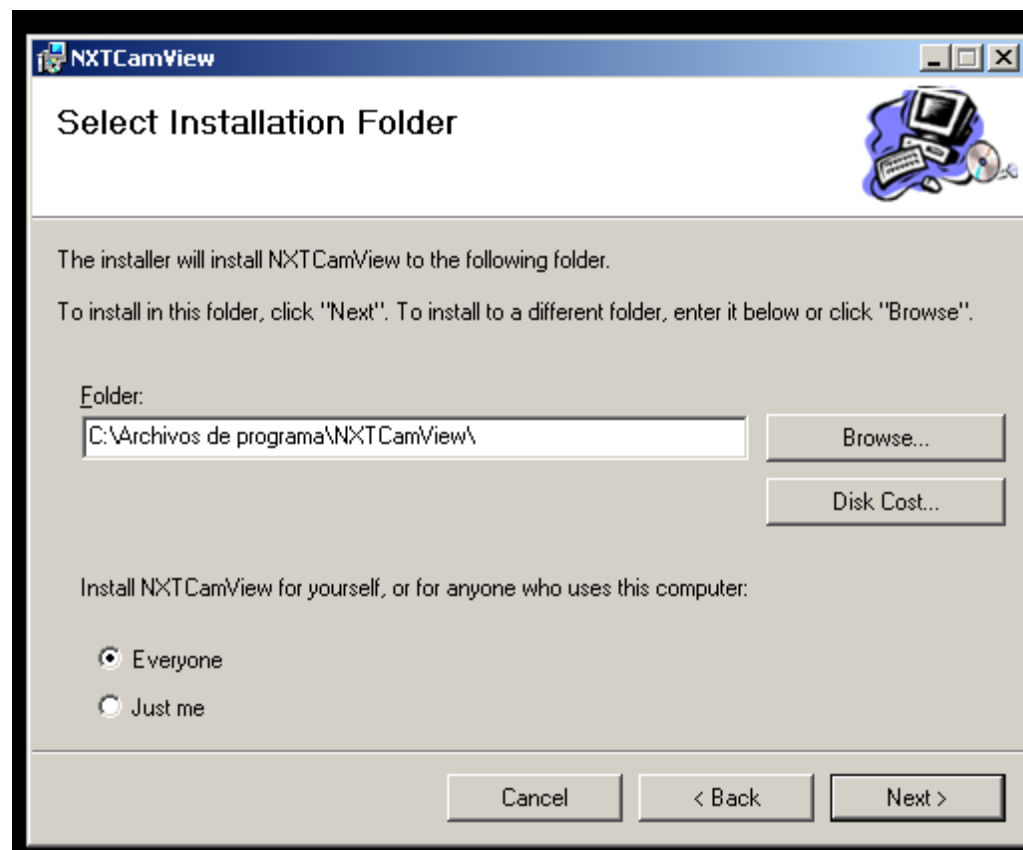 NXTCamView
Select Installation Folder
The installer will install NXTCamView to the following folder.
To install in this folder, click "Next". To install to a different folder, enter it below or click "Browse".
Folder:
C:\Archivos de programa\NXTCamView\
Browse...
Disk Cost...
Install NXTCamView for yourself, or for anyone who uses this computer:
Everyone
Just me
Cancel
< Back
Next >